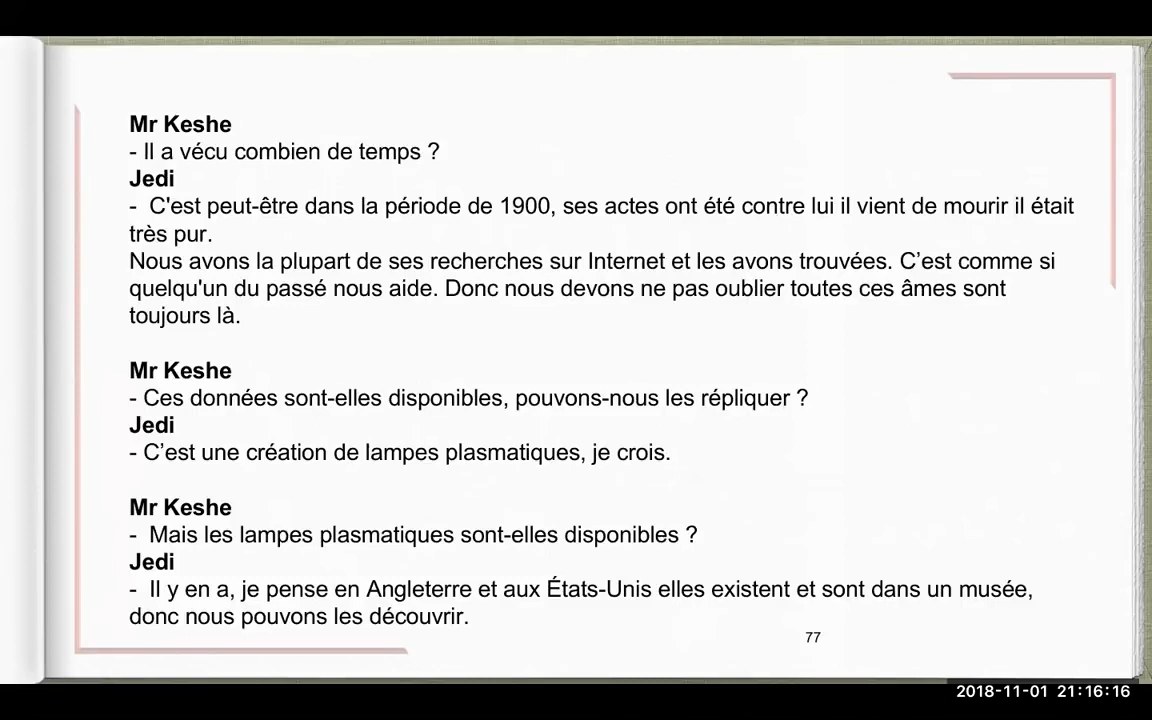 Mr Keshe
- Il a vécu combien de temps ?
Jedi
- C'est peut-être dans la période de 1900, ses actes ont été contre lui il vient de mourir il était
très pur.
Nous avons la plupart de ses recherches sur Internet et les avons trouvées. C’est comme si
quelqu'un du passé nous aide. Donc nous devons ne pas oublier toutes ces âmes sont
toujours là.
Mr Keshe
- Ces données sont-elles disponibles, pouvons-nous les répliquer ?
Jedi
- C’est une création de lampes plasmatiques, je crois.
Mr Keshe
- Mais les lampes plasmatiques sont-elles disponibles ?
Jedi
- Il y en a, je pense en Angleterre et aux États-Unis elles existent et sont dans un musée,
donc nous pouvons les découvrir.
77
2018-11-01 21:16:16